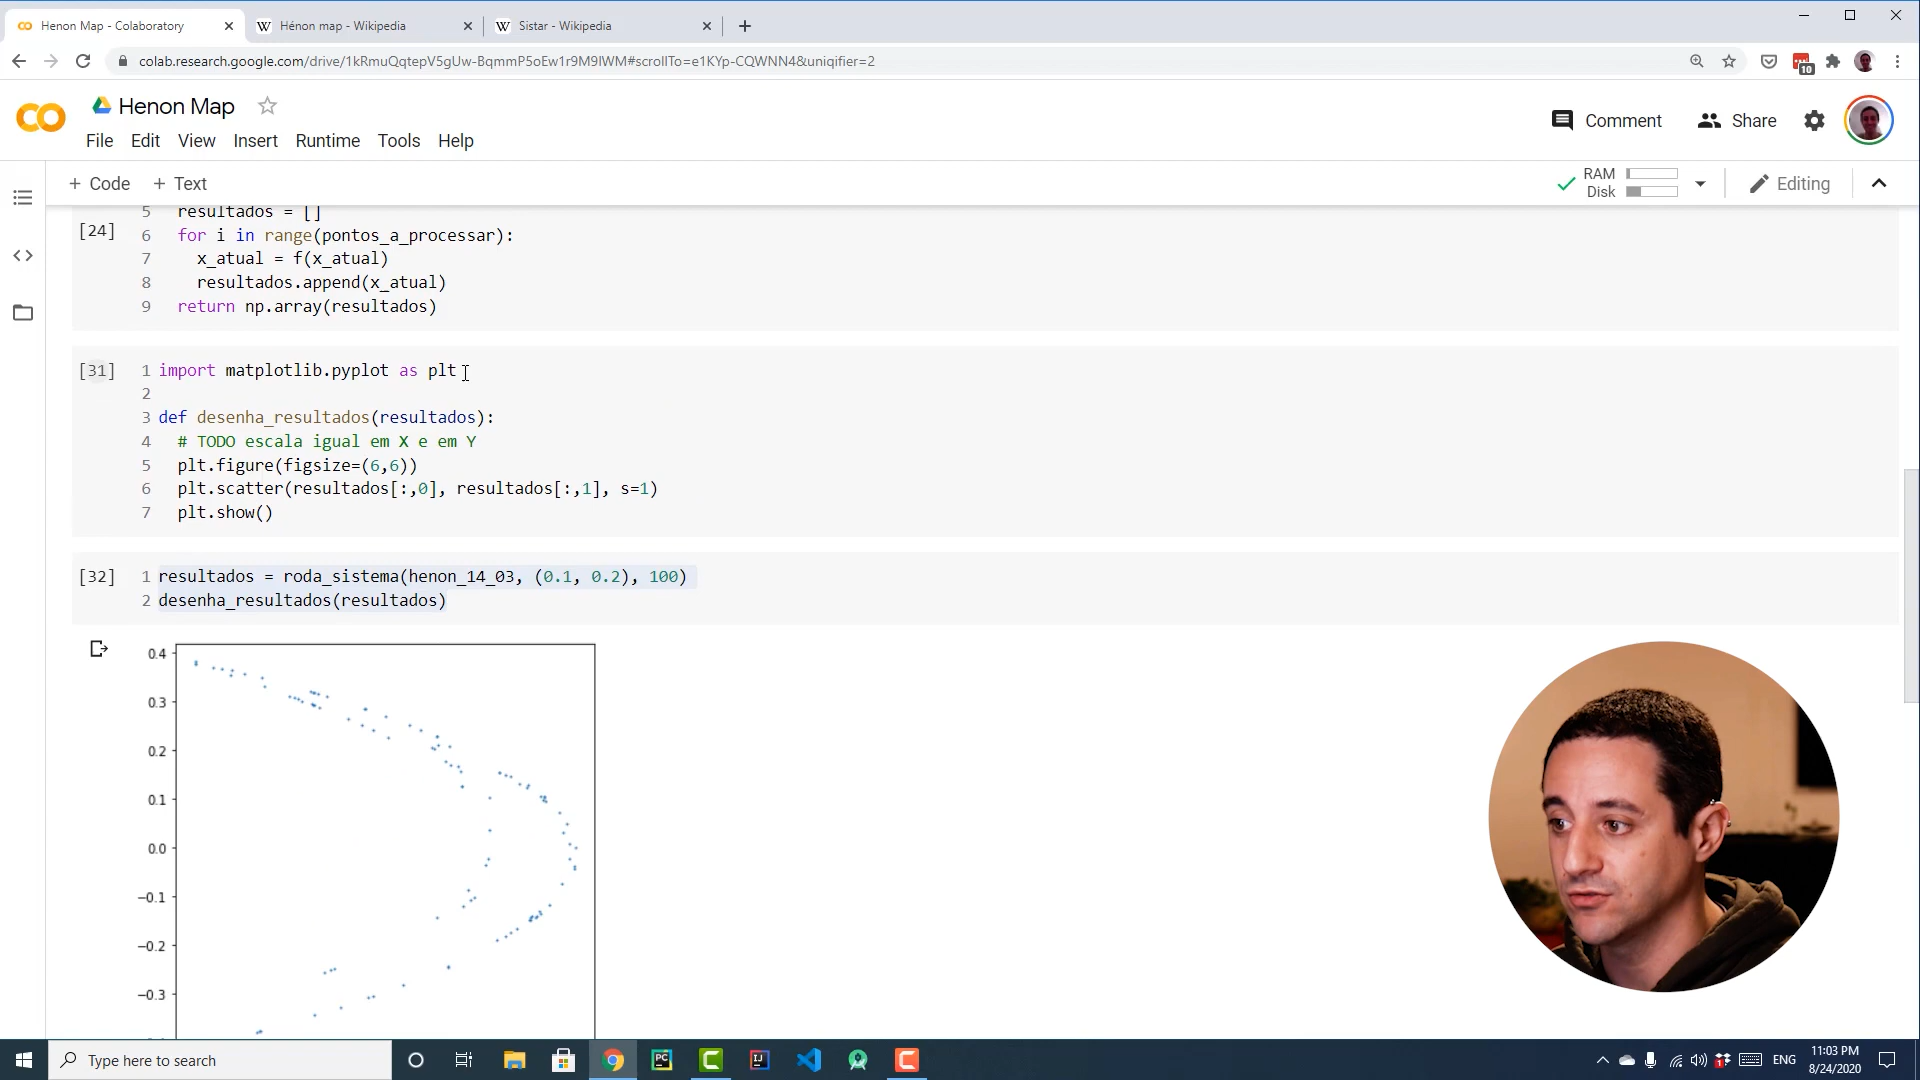 Henon Map - Colaboratory
Hénon map - Wikipedia
Sistar - Wikipedia
colab.research.google.com/drive/1kRmuQqtepV5gUw-BqmmP5oEw1r9M9IWM#scrollTo=e1KYp-CQWNN4&uniqifier=2
10
Henon Map
Comment
Share
File Edit View Insert Runtime Tools Help
+ Code + Text
RAM
Disk
Editing
[24]
5 resultados = []
6 for i in range(pontos_a_processar):
7 x_atual = f(x_atual)
8 resultados.append(x_atual)
9 return np.array(resultados)
[31]
1 import matplotlib.pyplot as plt
2
3 def desenha_resultados(resultados):
4 # TODO escala igual em X e em Y
5 plt.figure(figsize=(6,6))
6 plt.scatter(resultados[:,0], resultados[:,1], s=1)
7 plt.show()
[32]
1 resultados = roda_sistema(henon_14_03, (0.1, 0.2), 100)
2 desenha_resultados(resultados)
0.4
0.3
0.2
0.1
0.0
−0.1
−0.2
−0.3
Type here to search
PC
IJ
1
ENG
11:03 PM
8/24/2020